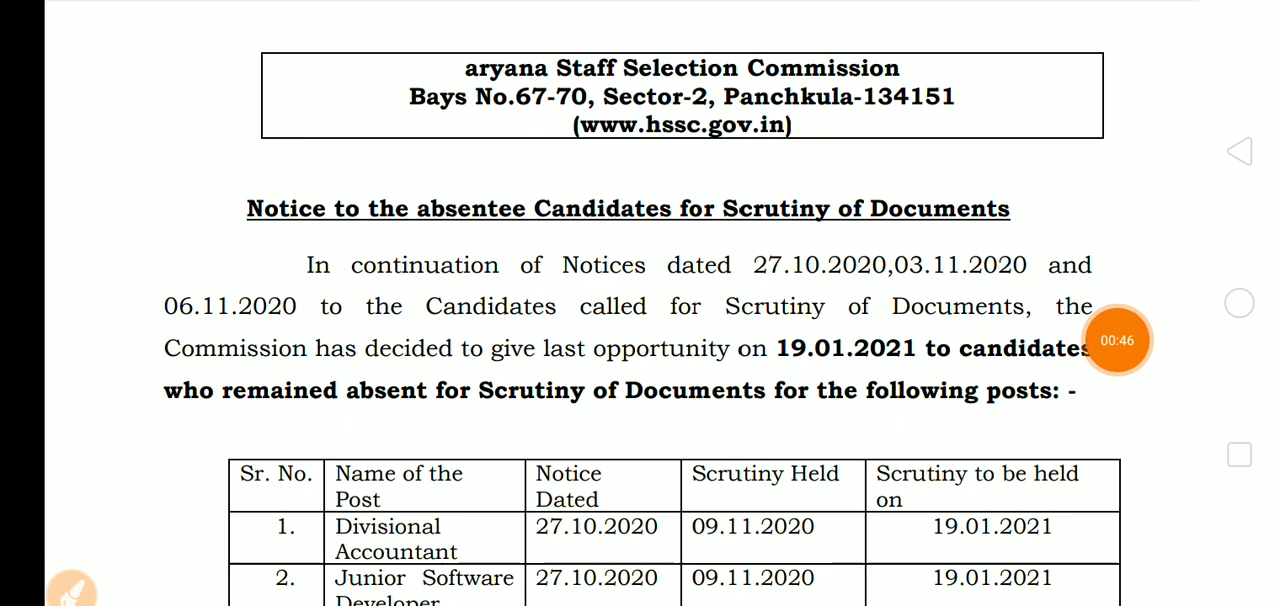 aryana Staff Selection Commission
Bays No.67-70, Sector-2, Panchkula-134151
(www.hssc.gov.in)
Notice to the absentee Candidates for Scrutiny of Documents
In continuation of Notices dated 27.10.2020,03.11.2020 and
06.11.2020 to the Candidates called for Scrutiny of Documents, the
Commission has decided to give last opportunity on 19.01.2021 to candidates
who remained absent for Scrutiny of Documents for the following posts: -
00:46
Sr. No. Name of the Post Notice Dated Scrutiny Held Scrutiny to be held on
1. Divisional Accountant 27.10.2020 09.11.2020 19.01.2021
2. Junior Software Developer 27.10.2020 09.11.2020 19.01.2021